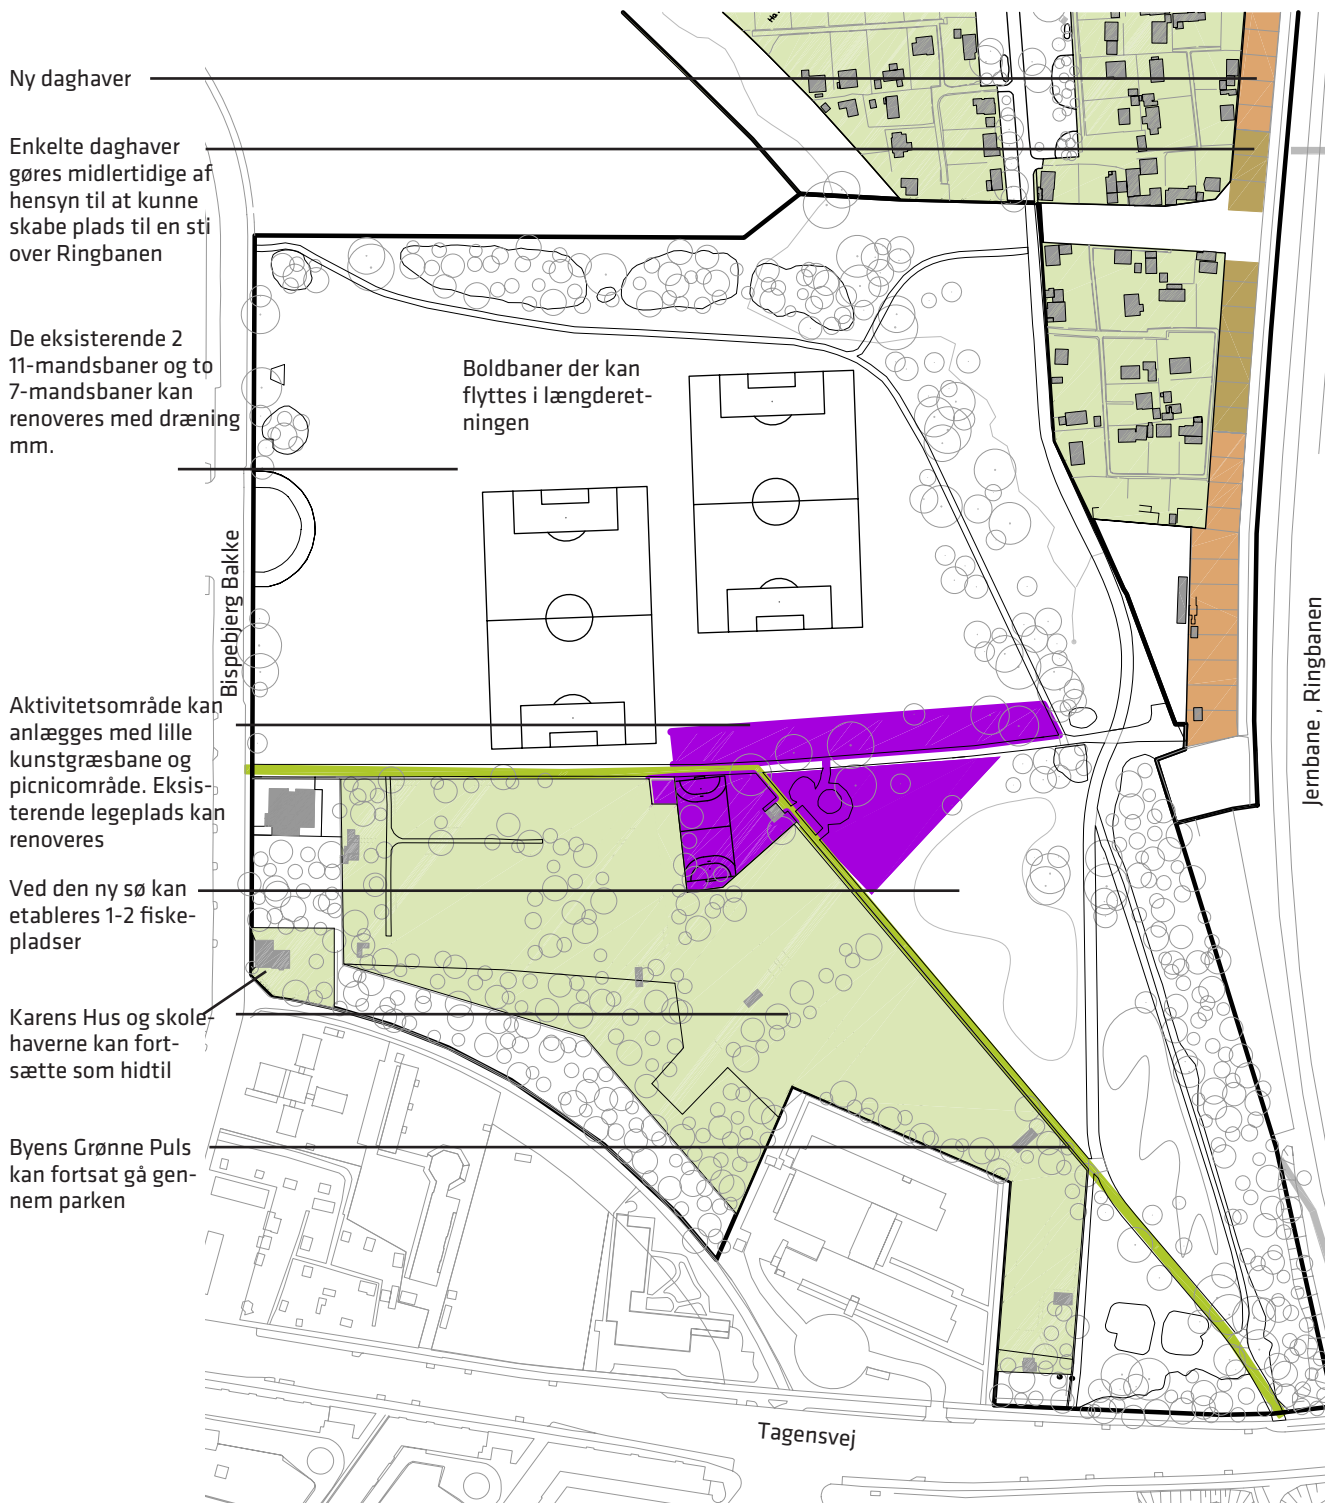 Ny daghaver
Enkelte daghaver
gøres midlertidige af
hensyn til at kunne
skabe plads til en sti
over Ringbanen
De eksisterende 2
11-mandsbaner og to
7-mandsbaner kan
renoveres med dræning
mm.
Boldbaner der kan
flyttes i længderet-
ningen
Bispebjerg Bakke
Jernbane , Ringbanen
Aktivitetsområde kan
anlægges med lille
kunstgræsbane og
picnicområde. Eksis-
terende legeplads kan
renoveres
Ved den ny sø kan
etableres 1-2 fiske-
pladser
Karens Hus og skole-
haverne kan fort-
sætte som hidtil
Byens Grønne Puls
kan fortsat gå gen-
nem parken
Tagensvej